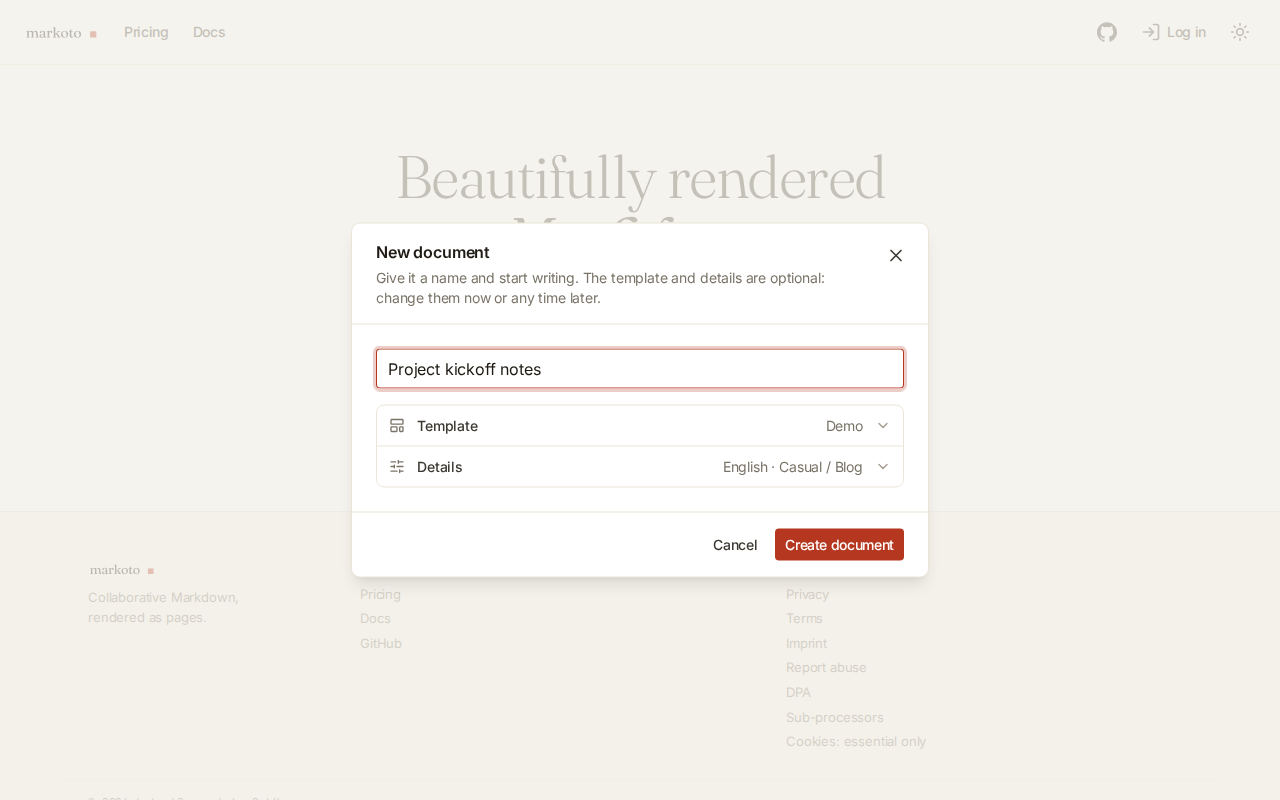 markoto
Pricing
Docs
Log in
Beautifully rendered
New document
Give it a name and start writing. The template and details are optional:
change them now or any time later.
Project kickoff notes
Template
Demo
Details
English · Casual / Blog
Cancel
Create document
markoto
Collaborative Markdown,
rendered as pages.
Pricing
Docs
GitHub
Privacy
Terms
Imprint
Report abuse
DPA
Sub-processors
Cookies: essential only